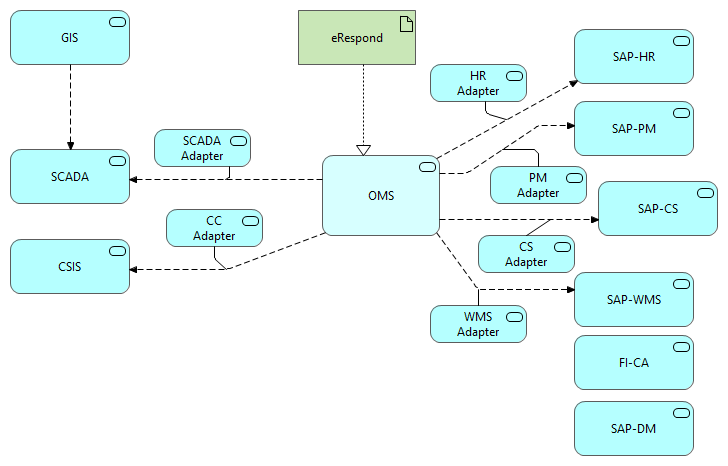 GIS
eRespond
HR
Adapter
SAP-HR
SAP-PM
SCADA
Adapter
SCADA
OMS
PM
Adapter
SAP-CS
CC
Adapter
CS
Adapter
CSIS
SAP-WMS
WMS
Adapter
FI-CA
SAP-DM